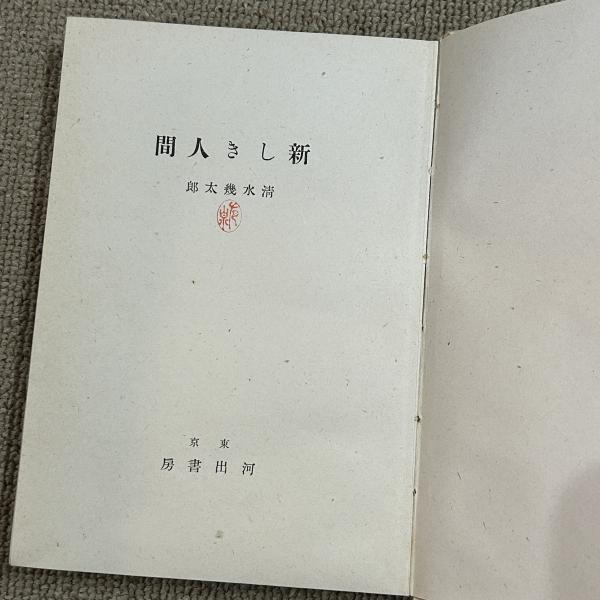 新しき人間
清水幾太郎
東京
河出書房